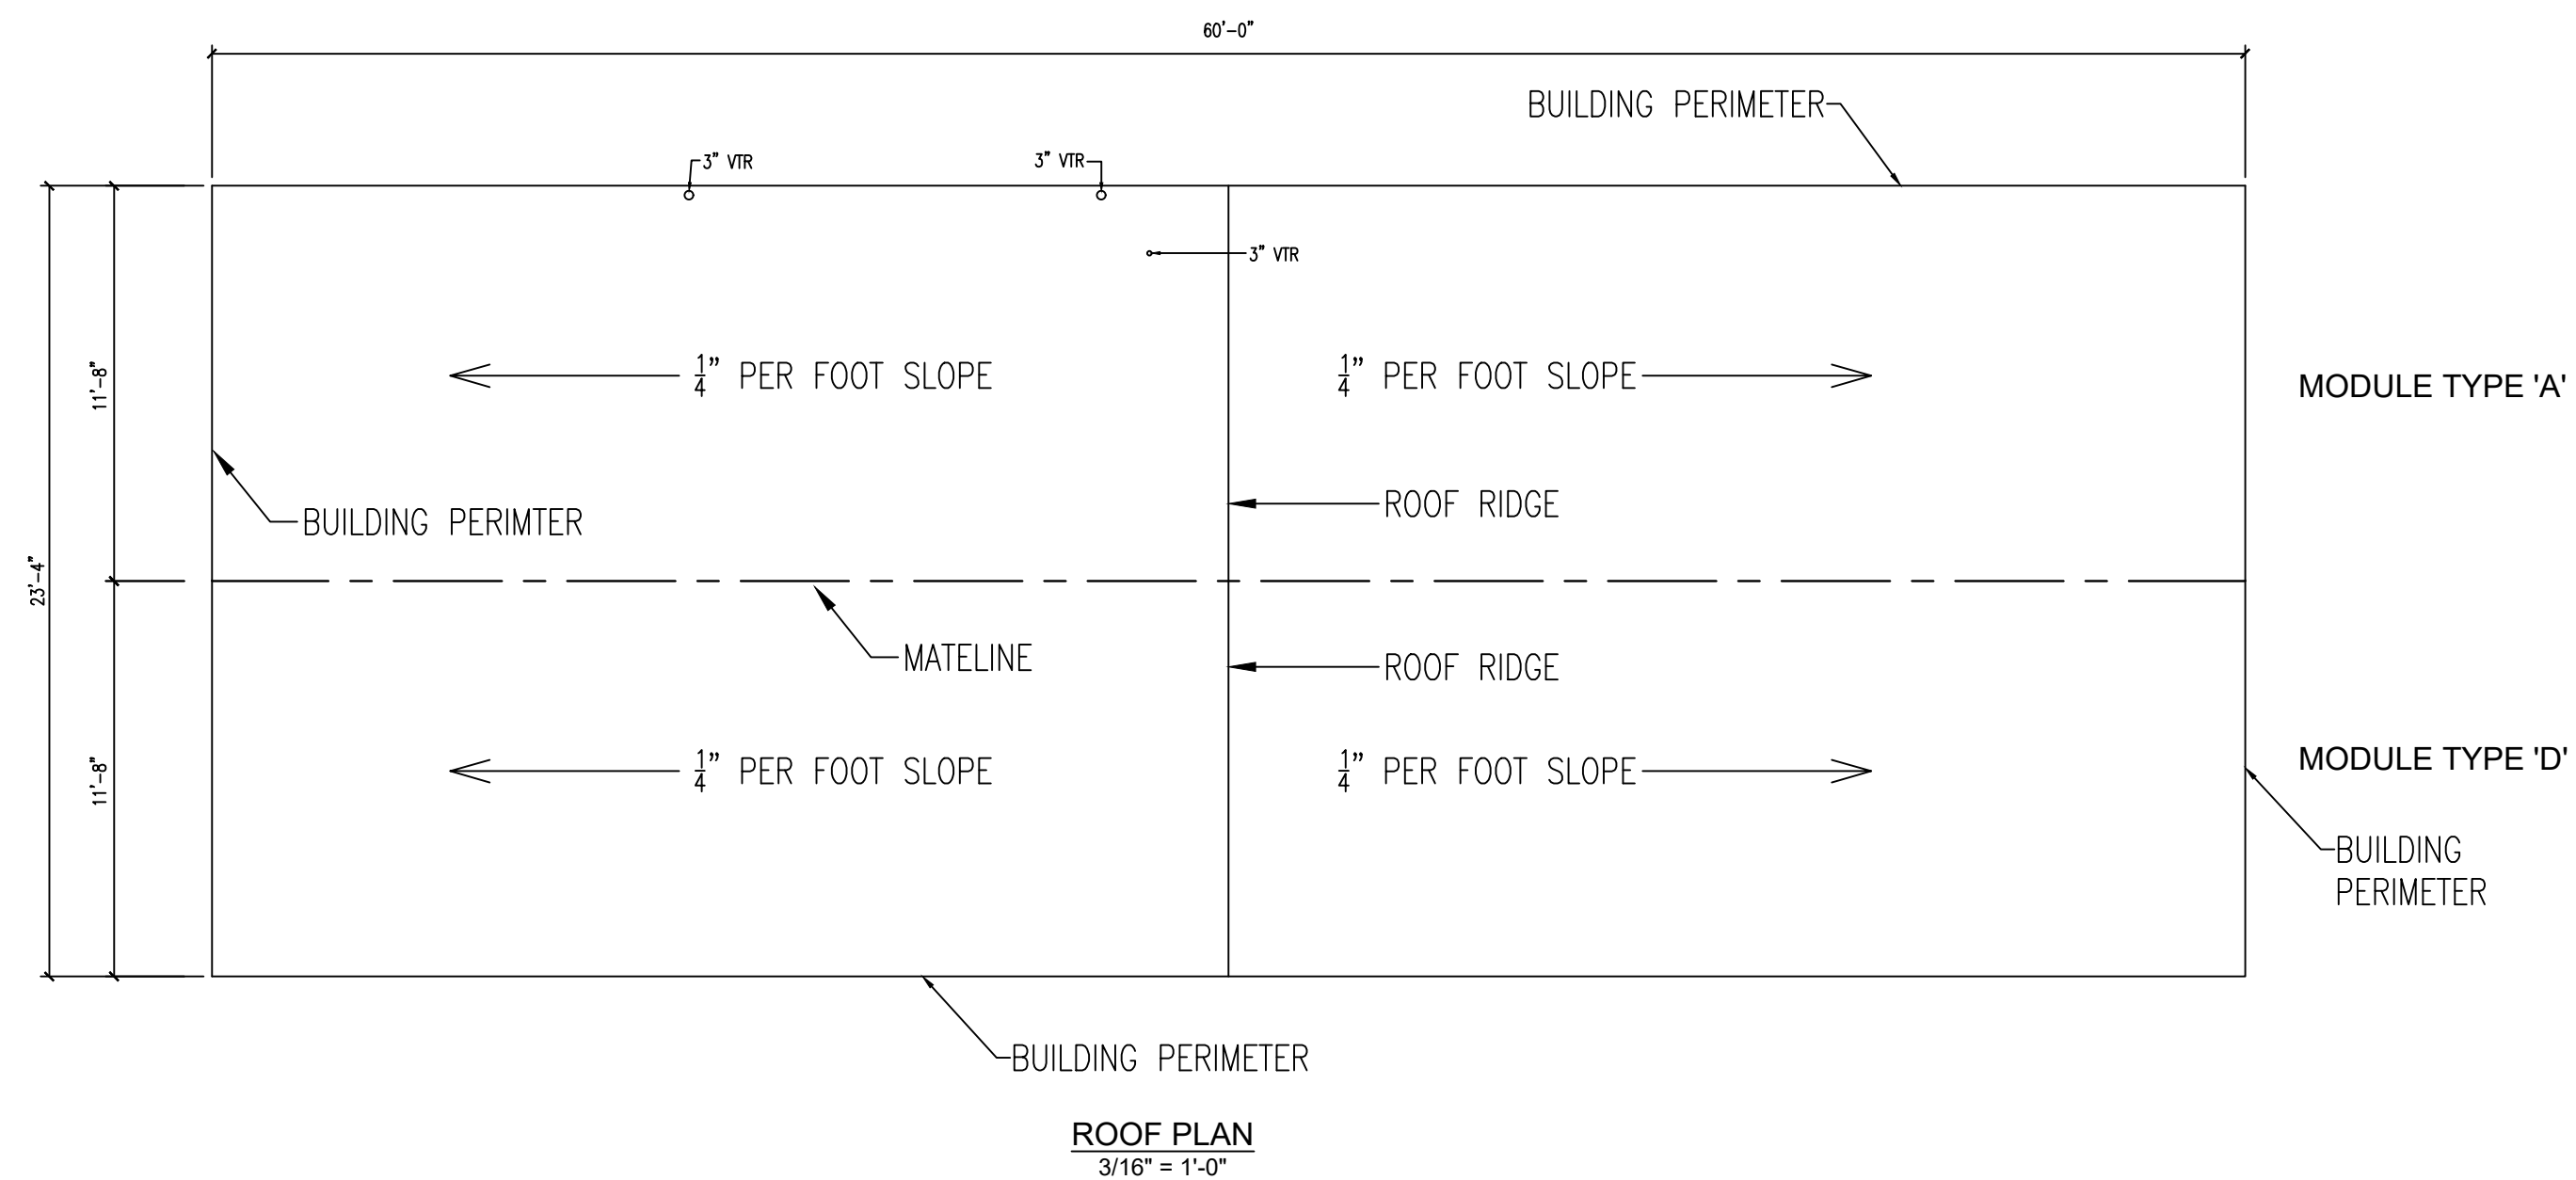 60'-0"
BUILDING PERIMETER
3" VTR
3" VTR
3" VTR
11'-8"
1/4" PER FOOT SLOPE
1/4" PER FOOT SLOPE
MODULE TYPE 'A'
ROOF RIDGE
BUILDING PERIMTER
23'-4"
MATELINE
ROOF RIDGE
11'-8"
1/4" PER FOOT SLOPE
1/4" PER FOOT SLOPE
MODULE TYPE 'D'
BUILDING
PERIMETER
BUILDING PERIMETER
ROOF PLAN
3/16" = 1'-0"